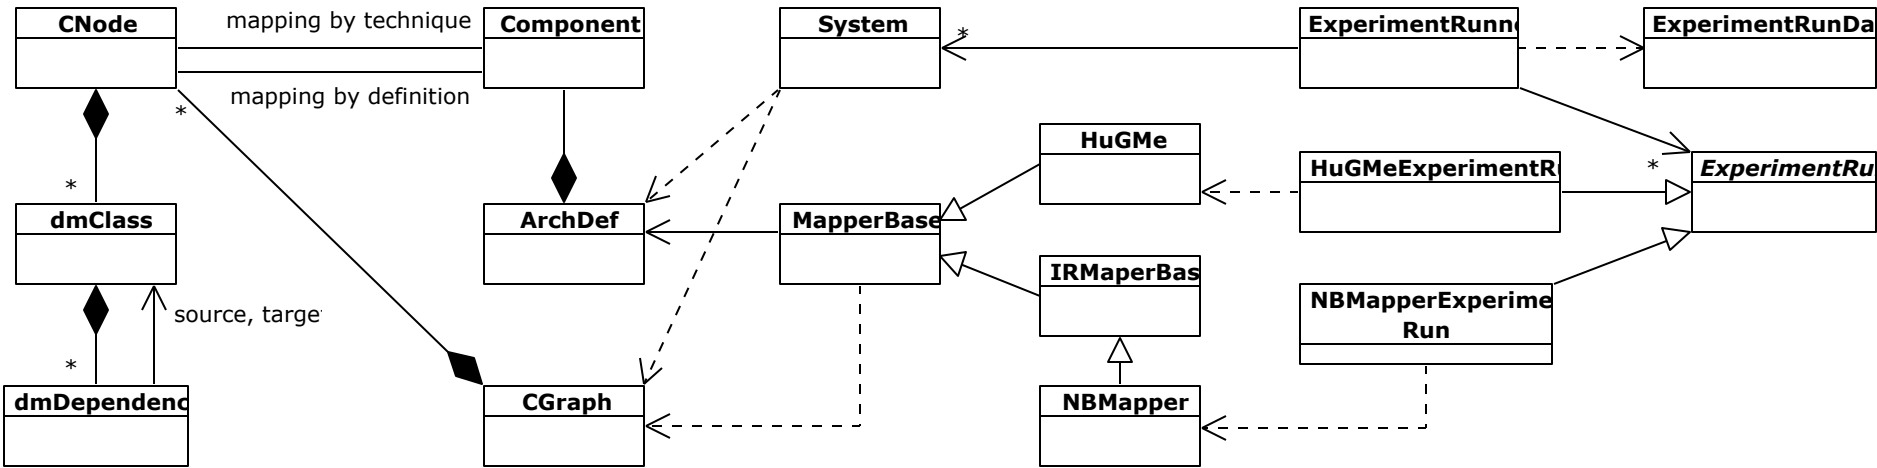 CNode
mapping by technique
Component
System
*
ExperimentRunne
ExperimentRunDa
mapping by definition
*
HuGMe
HuGMeExperimentR
*
ExperimentRu
*
dmClass
ArchDef
MapperBase
IRMaperBas
source, targe
NBMapperExperime
Run
*
dmDependenc
CGraph
NBMapper